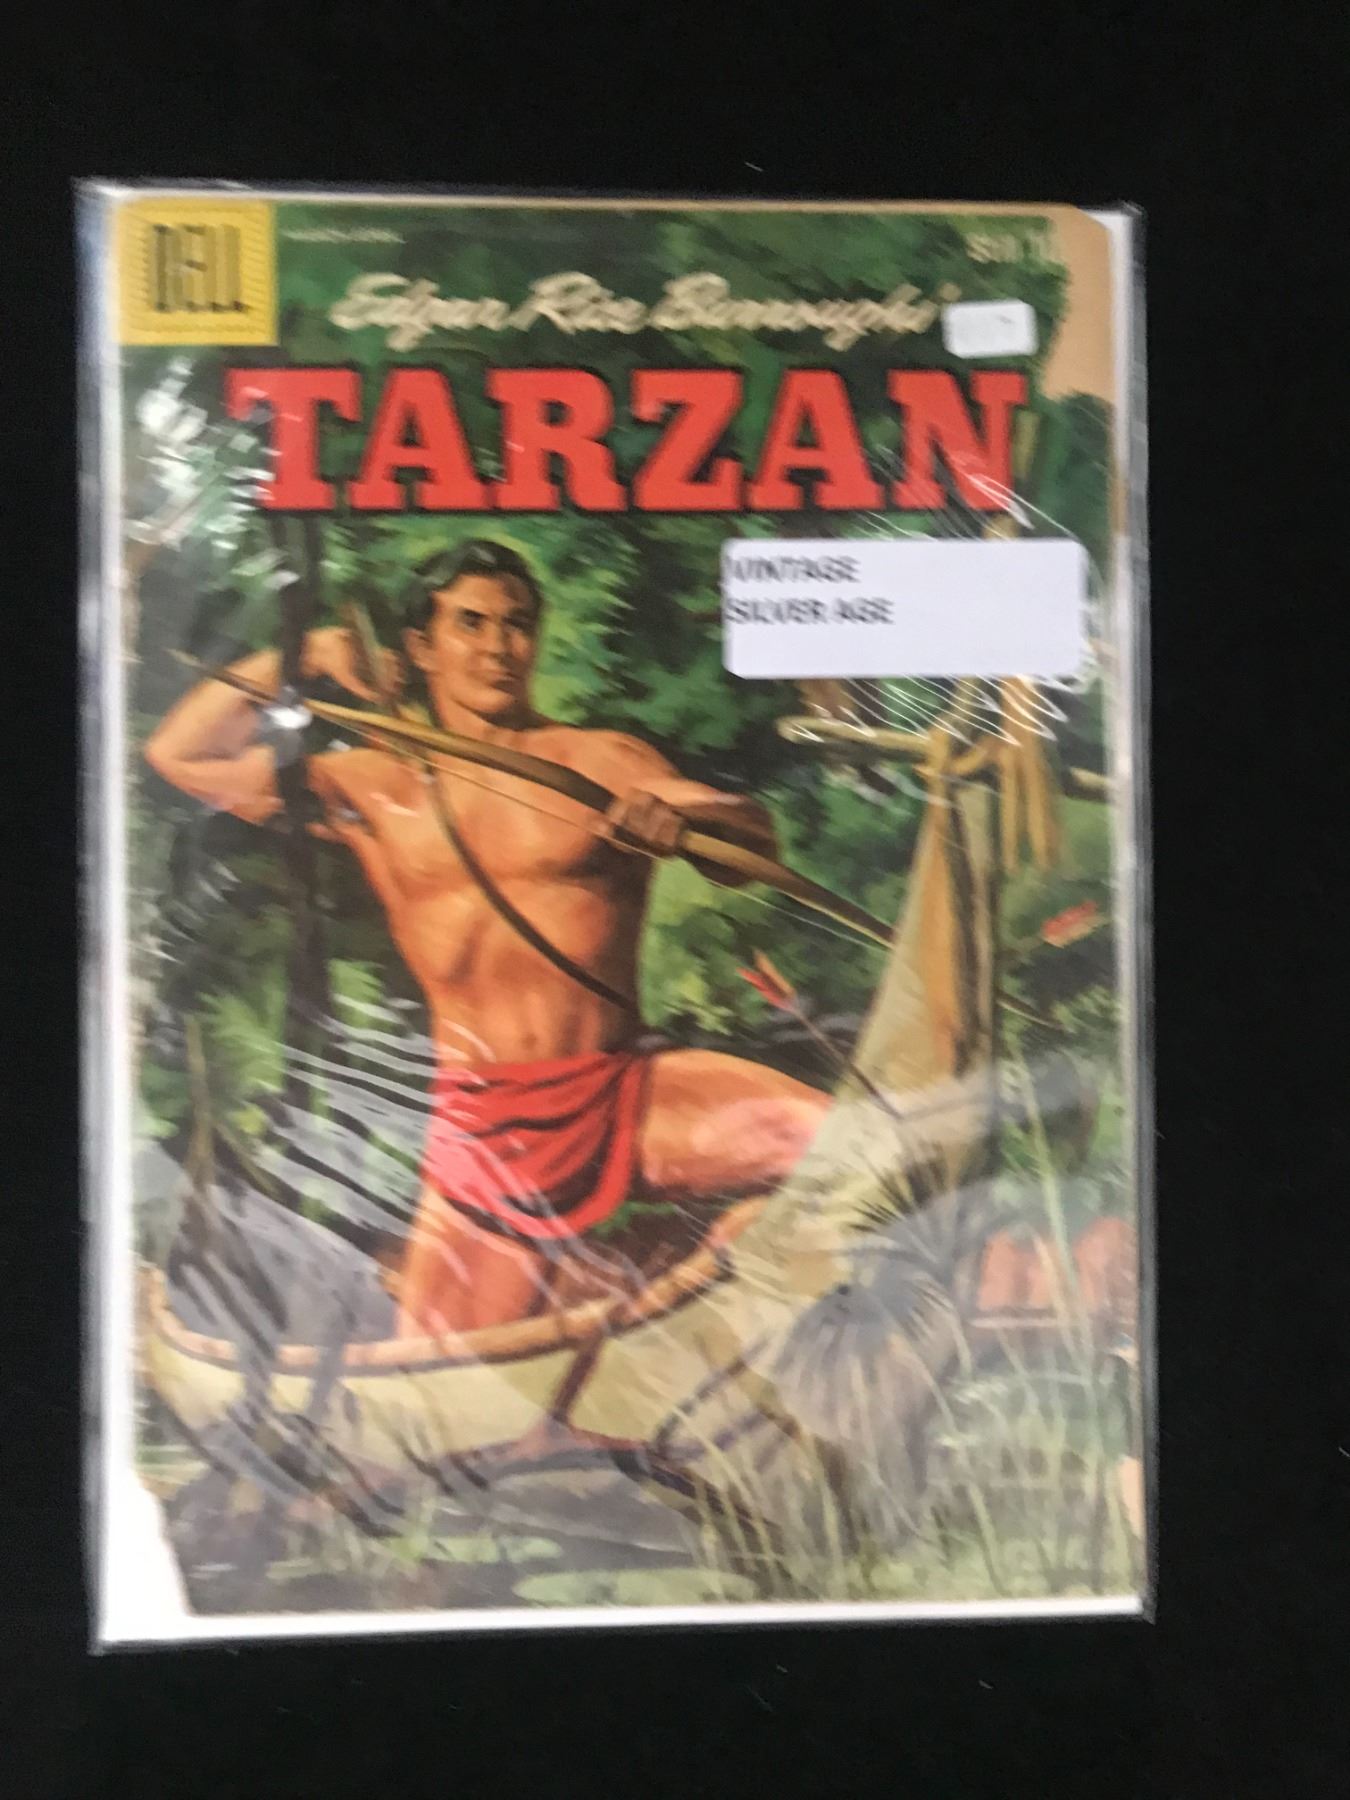 DELL
Edgar Rice Burroughs'
TARZAN
VINTAGE
SILVER AGE